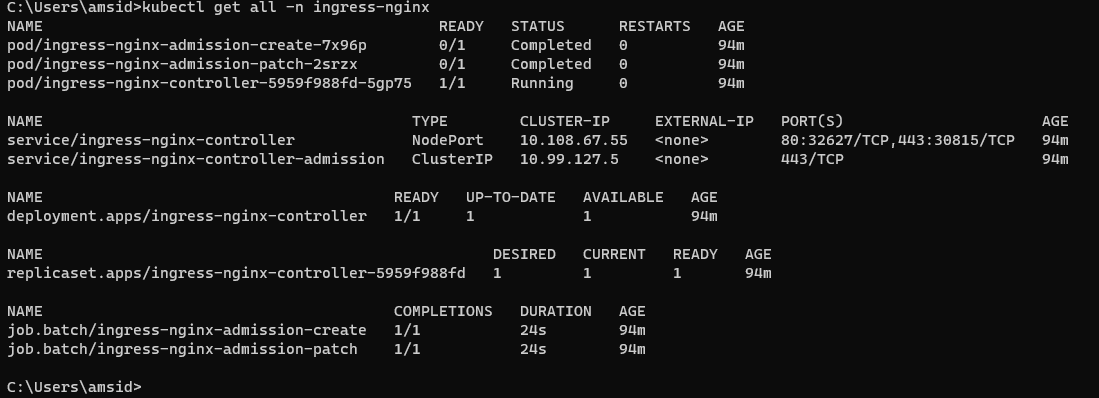 C:\Users\amsid>kubectl get all -n ingress-nginx
NAME                                            READY   STATUS      RESTARTS   AGE
pod/ingress-nginx-admission-create-7x96p        0/1     Completed   0          94m
pod/ingress-nginx-admission-patch-2srzx         0/1     Completed   0          94m
pod/ingress-nginx-controller-5959f988fd-5gp75   1/1     Running     0          94m
NAME                                         TYPE        CLUSTER-IP     EXTERNAL-IP   PORT(S)                      AGE
service/ingress-nginx-controller             NodePort    10.108.67.55   <none>        80:32627/TCP,443:30815/TCP   94m
service/ingress-nginx-controller-admission   ClusterIP   10.99.127.5    <none>        443/TCP                      94m
NAME                                       READY   UP-TO-DATE   AVAILABLE   AGE
deployment.apps/ingress-nginx-controller   1/1     1            1           94m
NAME                                                  DESIRED   CURRENT   READY   AGE
replicaset.apps/ingress-nginx-controller-5959f988fd   1         1         1       94m
NAME                                       COMPLETIONS   DURATION   AGE
job.batch/ingress-nginx-admission-create   1/1           24s        94m
job.batch/ingress-nginx-admission-patch    1/1           24s        94m
C:\Users\amsid>